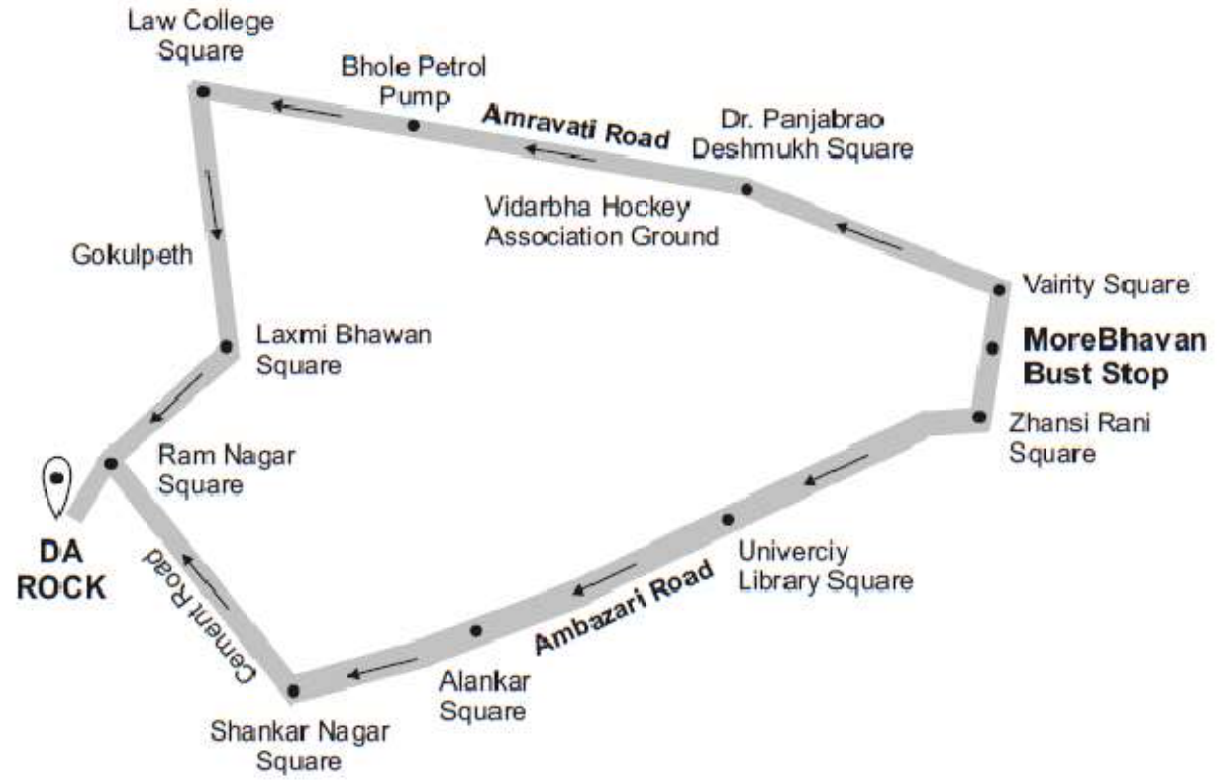 Law College
Square
Bhole Petrol
Pump
Amravati Road
Dr. Panjabrao
Deshmukh Square
Vidarbha Hockey
Association Ground
Gokulpeth
Vairity Square
Laxmi Bhawan
Square
MoreBhavan
Bust Stop
Zhansi Rani
Square
Ram Nagar
Square
DA
ROCK
Cement Road
Univerciy
Library Square
Ambazari Road
Alankar
Square
Shankar Nagar
Square